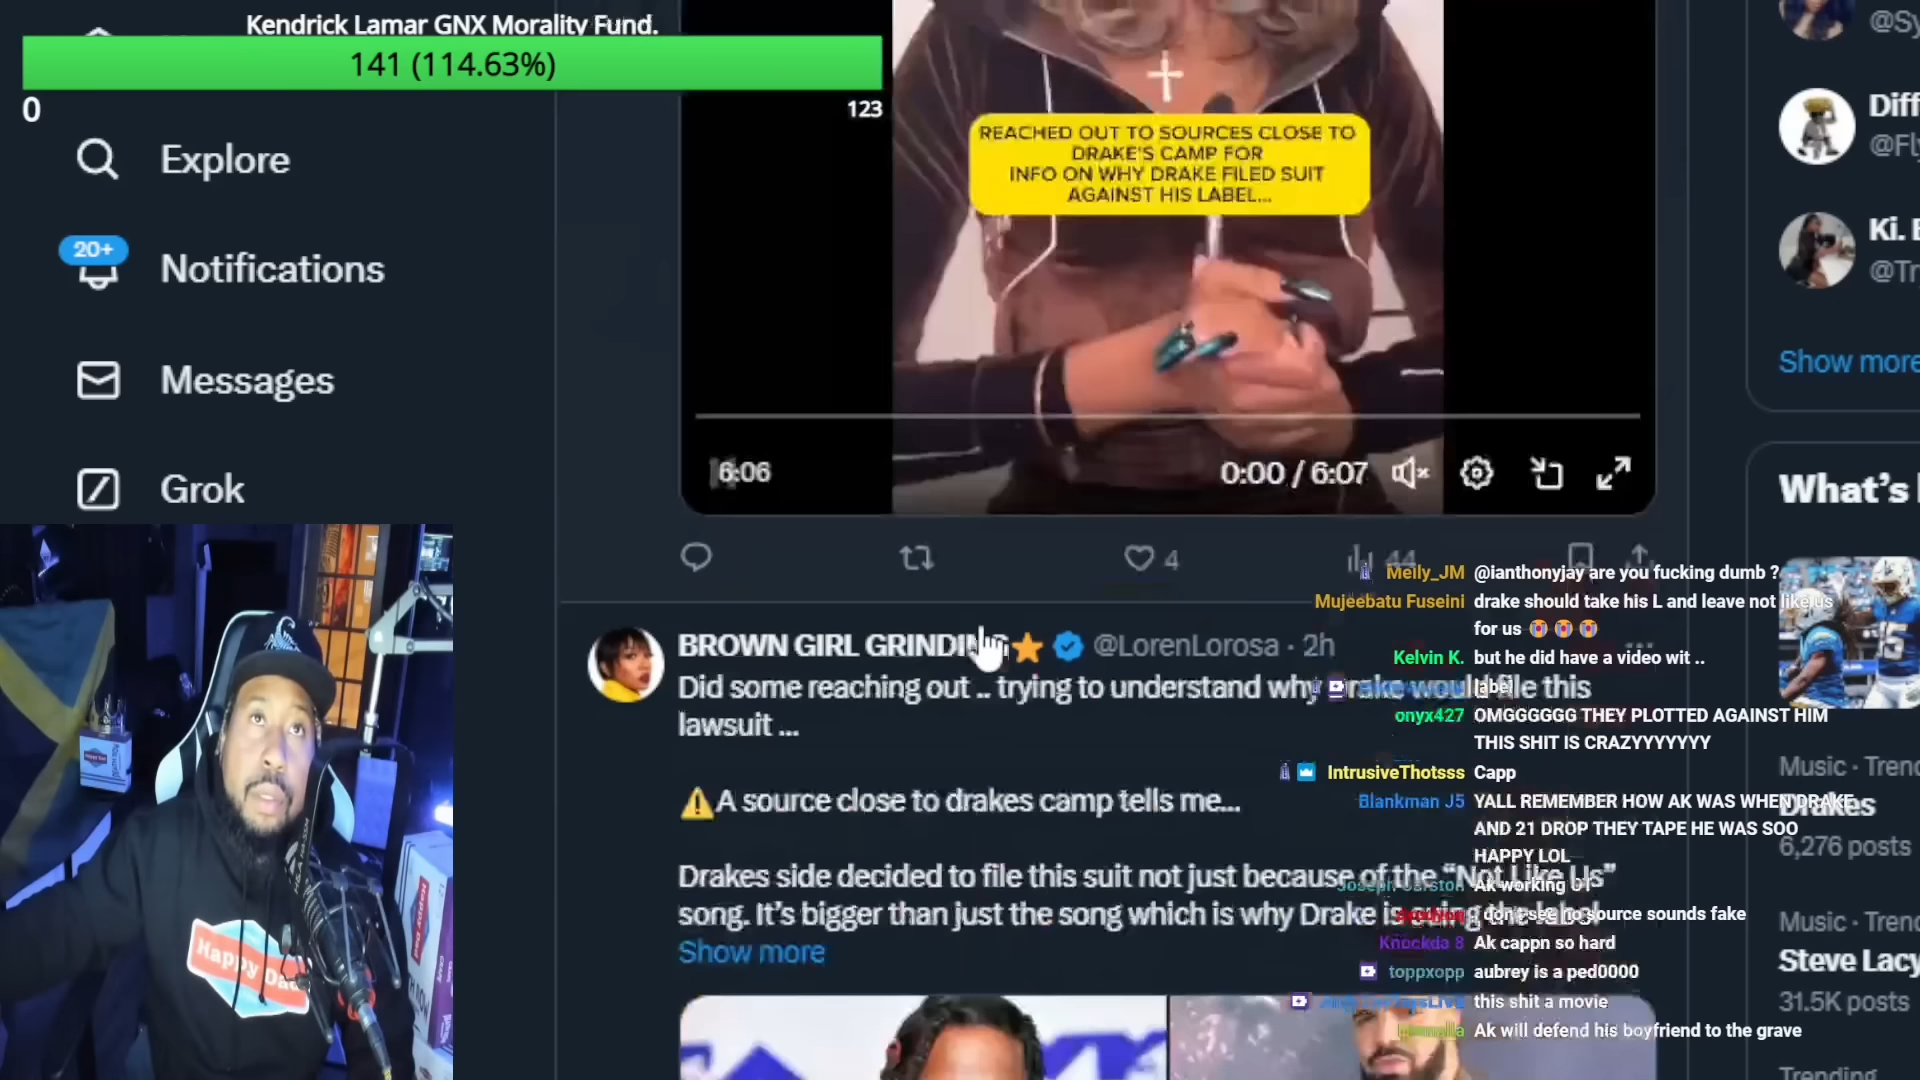 Kendrick Lamar GNX Morality Fund.
141 (114.63%)
0
123
Explore
20+
Notifications
Messages
Grok
REACHED OUT TO SOURCES CLOSE TO
DRAKE'S CAMP FOR
INFO ON WHY DRAKE FILED SUIT
AGAINST HIS LABEL...
6:06
0:00 / 6:07
4
44
BROWN GIRL GRINDING @LorenLorosa · 2h
Did some reaching out .. trying to understand why Drake would file this
lawsuit ...
⚠️A source close to drakes camp tells me...
Drakes side decided to file this suit not just because of the “Not Like Us”
song. It’s bigger than just the song which is why Drake is suing the label
Show more
Happy Dad
Melly_JM @ianthonyjay are you fucking dumb ?
Mujeebatu Fuseini drake should take his L and leave not like us
for us 😭😭😭
Kelvin K. but he did have a video wit ..
label
onyx427 OMGGGGGG THEY PLOTTED AGAINST HIM
THIS SHIT IS CRAZYYYYYYY
IntrusiveThotsss Capp
Blankman J5 YALL REMEMBER HOW AK WAS WHEN DRAKE
AND 21 DROP THEY TAPE HE WAS SOO
HAPPY LOL
Ak working OT
I dont see no source sounds fake
Knockda 8 Ak cappn so hard
toppxopp aubrey is a ped0000
this shit a movie
Ak will defend his boyfriend to the grave
@Sy
Diff
@Fly
Ki. E
@Tr
Show more
What’s
Music · Trend
Drakes
6,276 posts
Music · Trend
Steve Lacy
31.5K posts
Trending